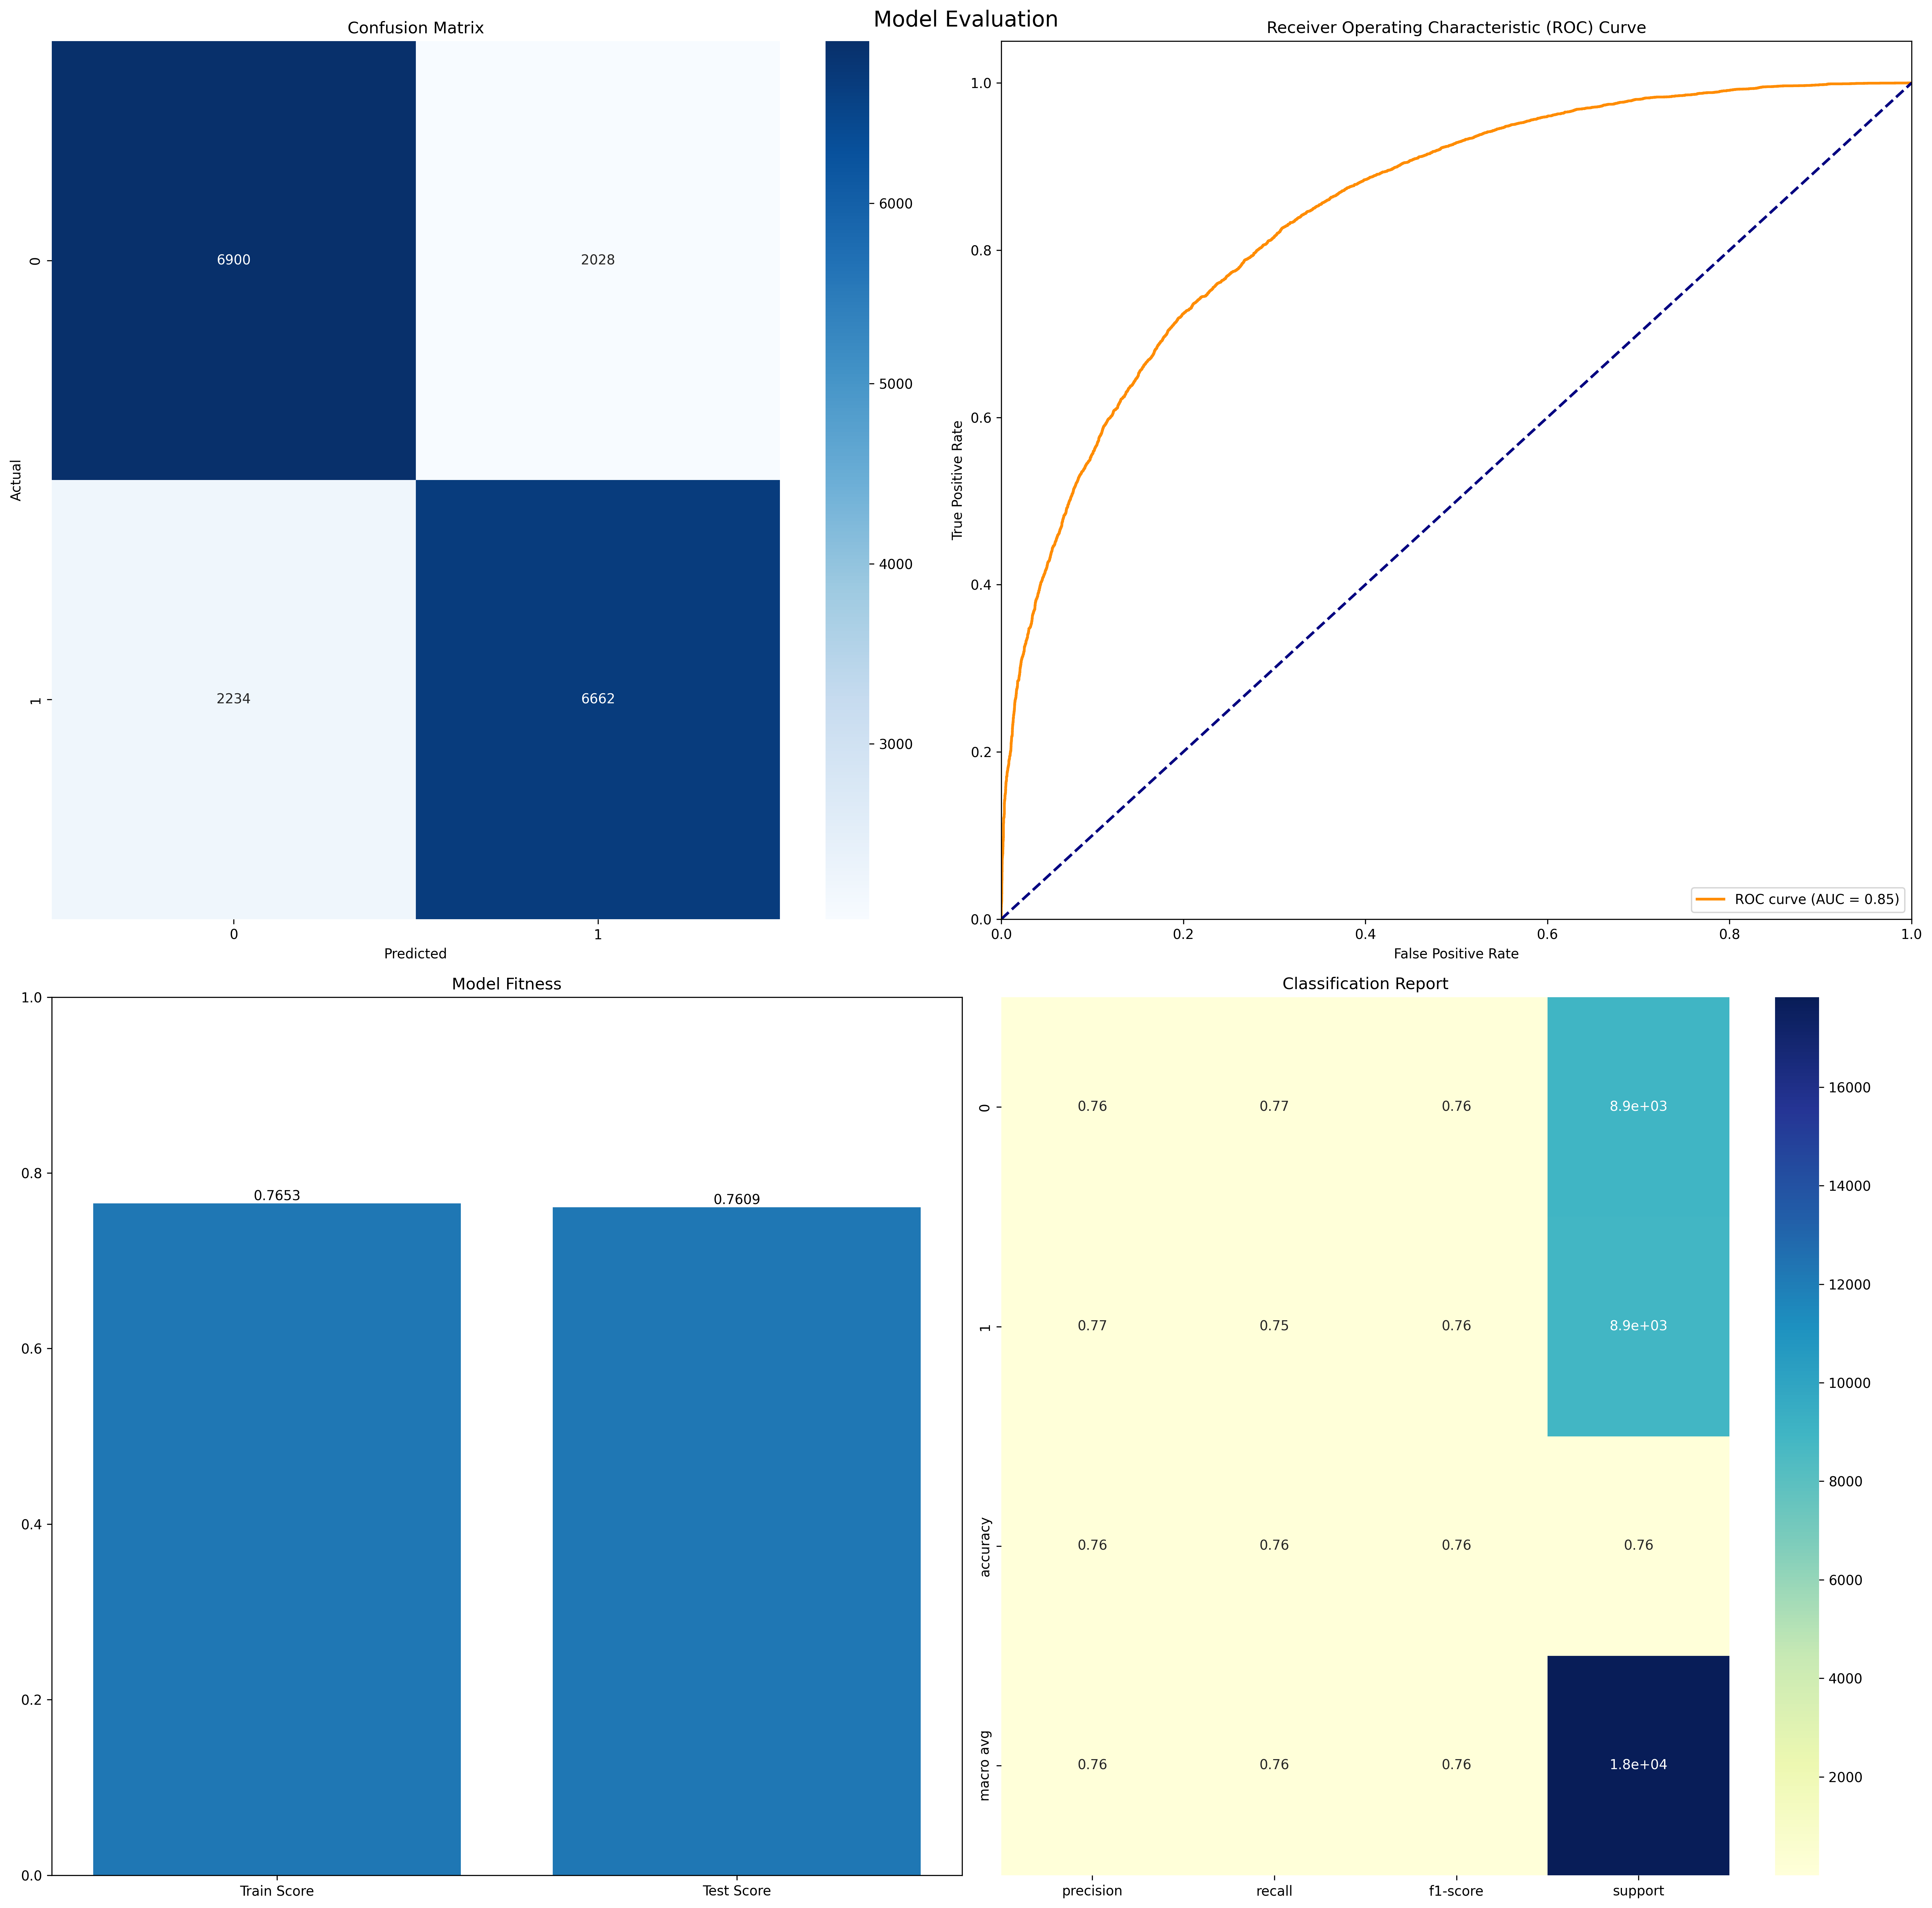 Model Evaluation
Confusion Matrix
Actual
0
1
6900
2028
2234
6662
0
1
Predicted
6000
5000
4000
3000
Receiver Operating Characteristic (ROC) Curve
True Positive Rate
1.0
0.8
0.6
0.4
0.2
0.0
0.0
0.2
0.4
0.6
0.8
1.0
False Positive Rate
ROC curve (AUC = 0.85)
Model Fitness
1.0
0.8
0.6
0.4
0.2
0.0
0.7653
0.7609
Train Score
Test Score
Classification Report
0
0.76
0.77
0.76
8.9e+03
1
0.77
0.75
0.76
8.9e+03
accuracy
0.76
0.76
0.76
0.76
macro avg
0.76
0.76
0.76
1.8e+04
precision
recall
f1-score
support
16000
14000
12000
10000
8000
6000
4000
2000